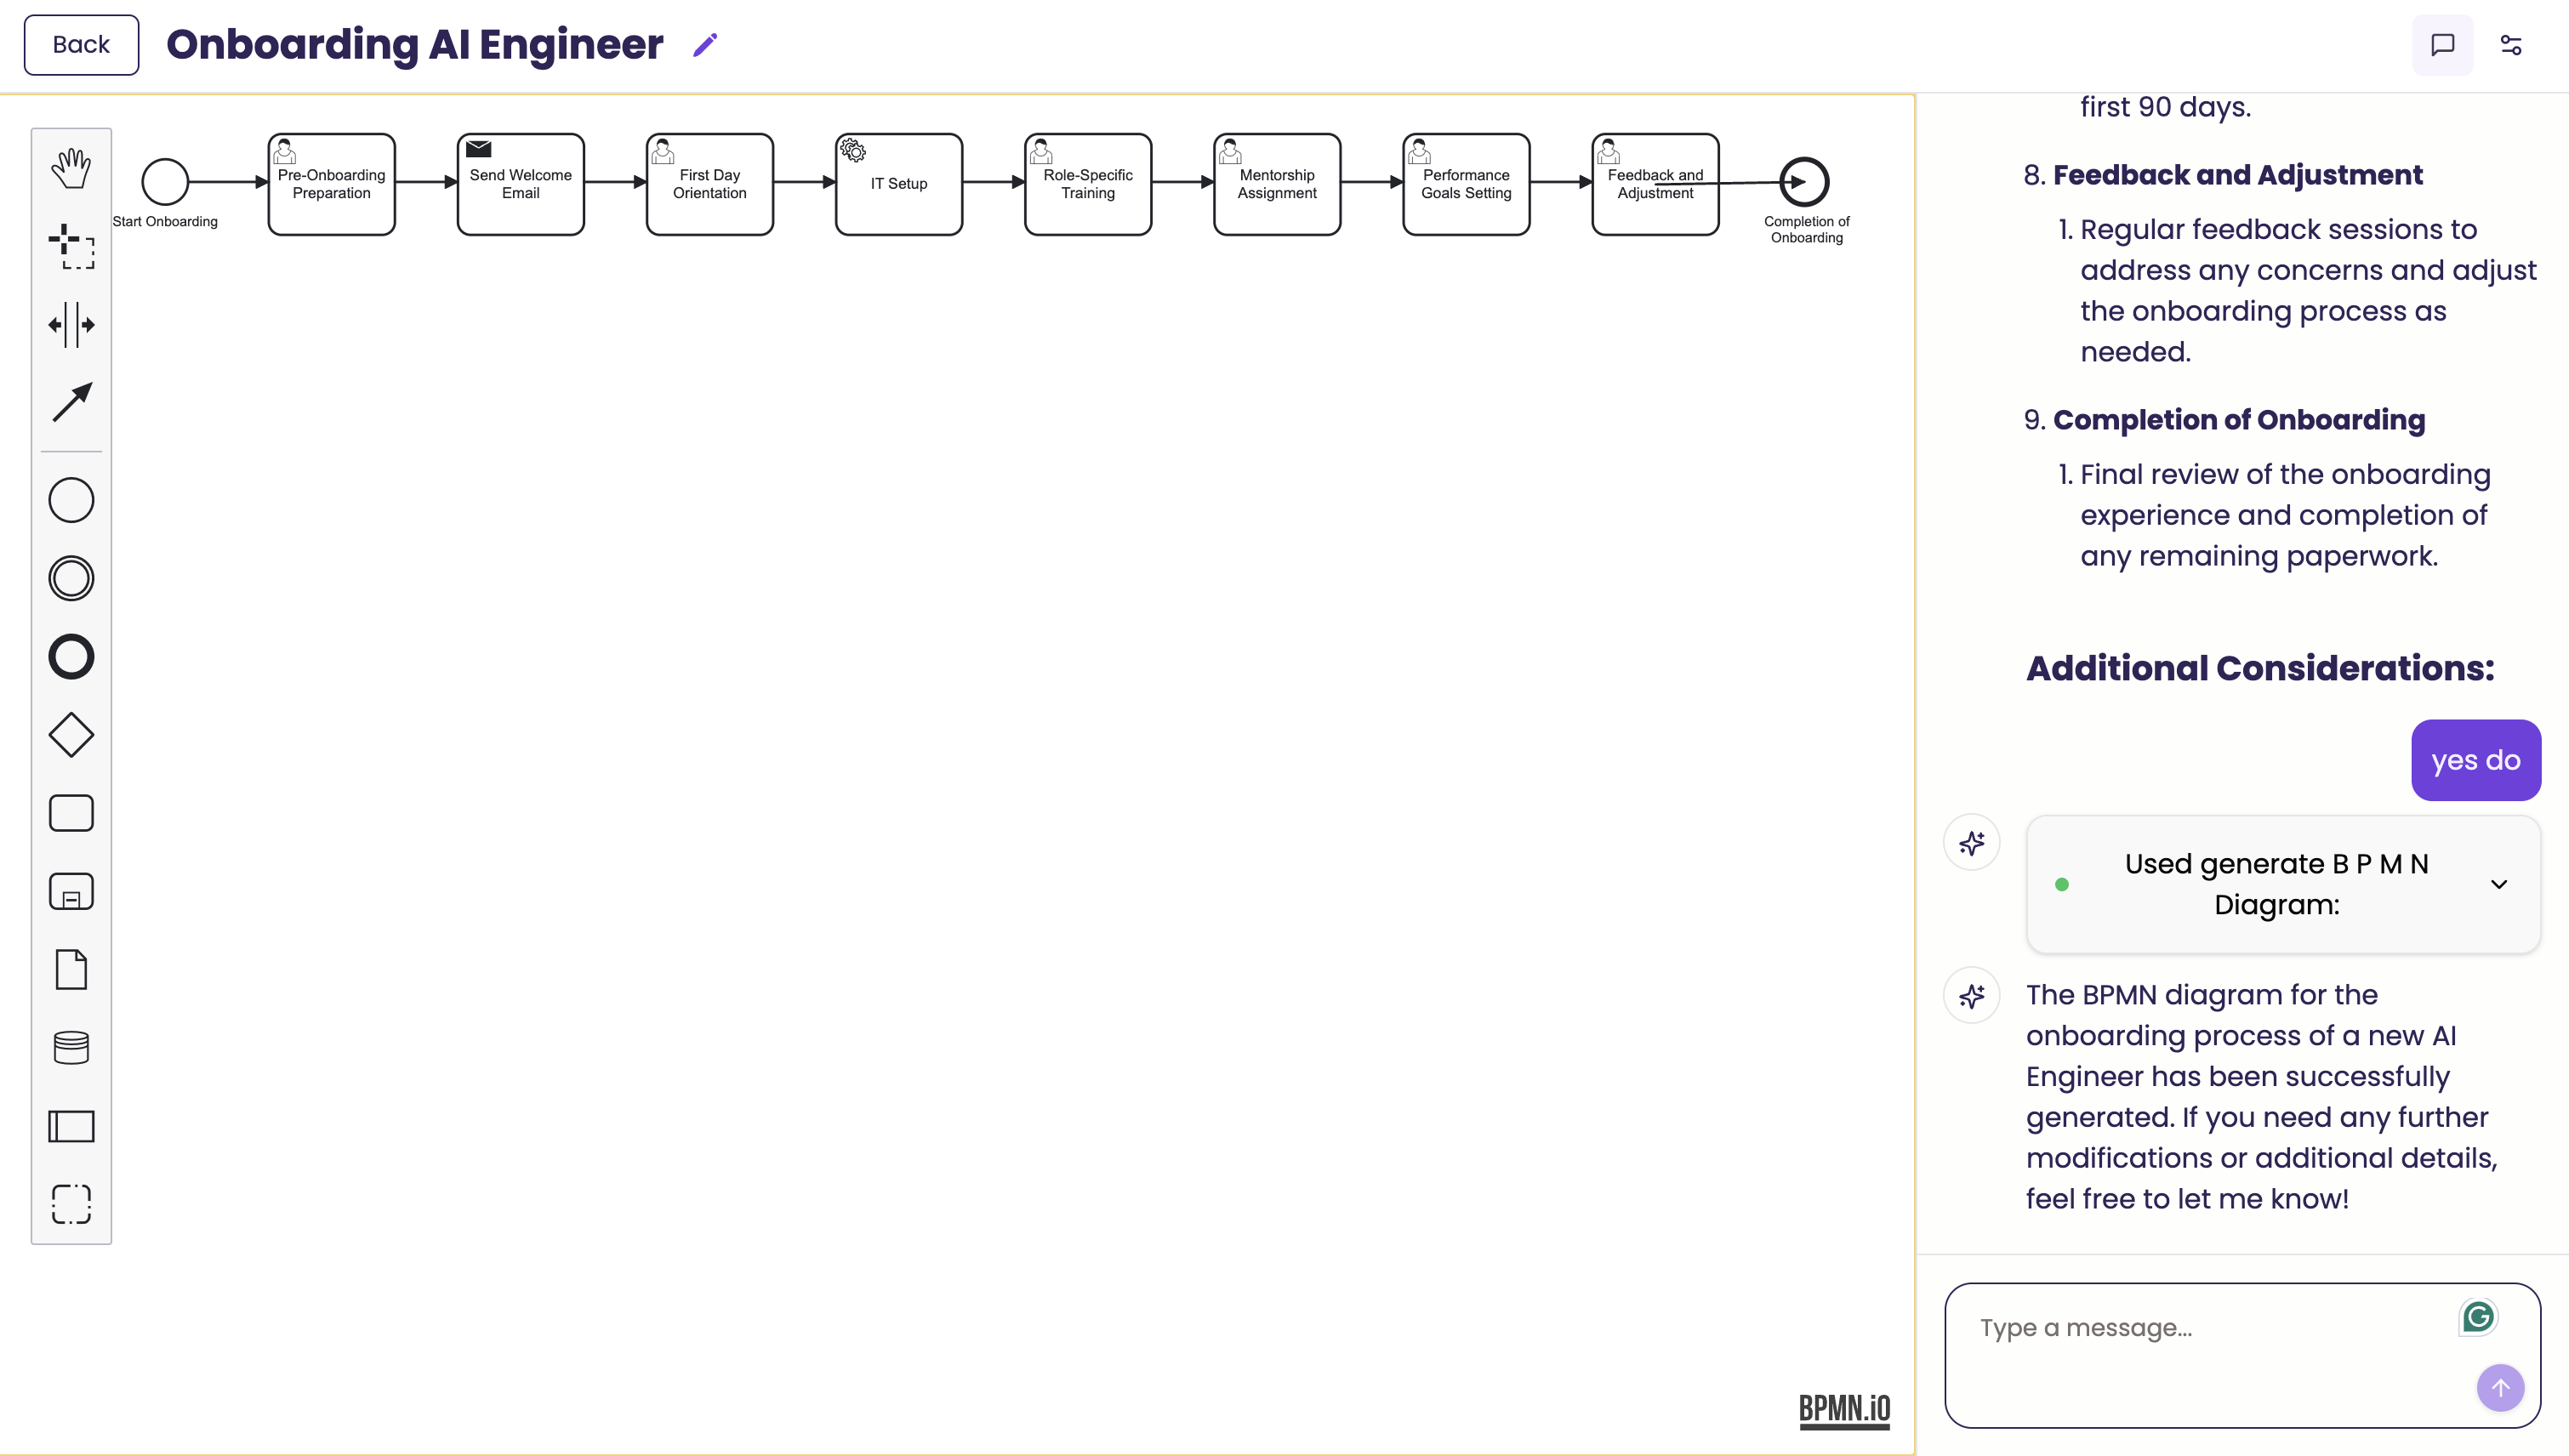 Back
Onboarding AI Engineer
Start Onboarding
Pre-Onboarding
Preparation
Send Welcome
Email
First Day
Orientation
IT Setup
Role-Specific
Training
Mentorship
Assignment
Performance
Goals Setting
Feedback and
Adjustment
Completion of
Onboarding
BPMN.iO
first 90 days.
8. Feedback and Adjustment
1. Regular feedback sessions to
address any concerns and adjust
the onboarding process as
needed.
9. Completion of Onboarding
1. Final review of the onboarding
experience and completion of
any remaining paperwork.
Additional Considerations:
yes do
Used generate B P M N
Diagram:
The BPMN diagram for the
onboarding process of a new AI
Engineer has been successfully
generated. If you need any further
modifications or additional details,
feel free to let me know!
Type a message...
G